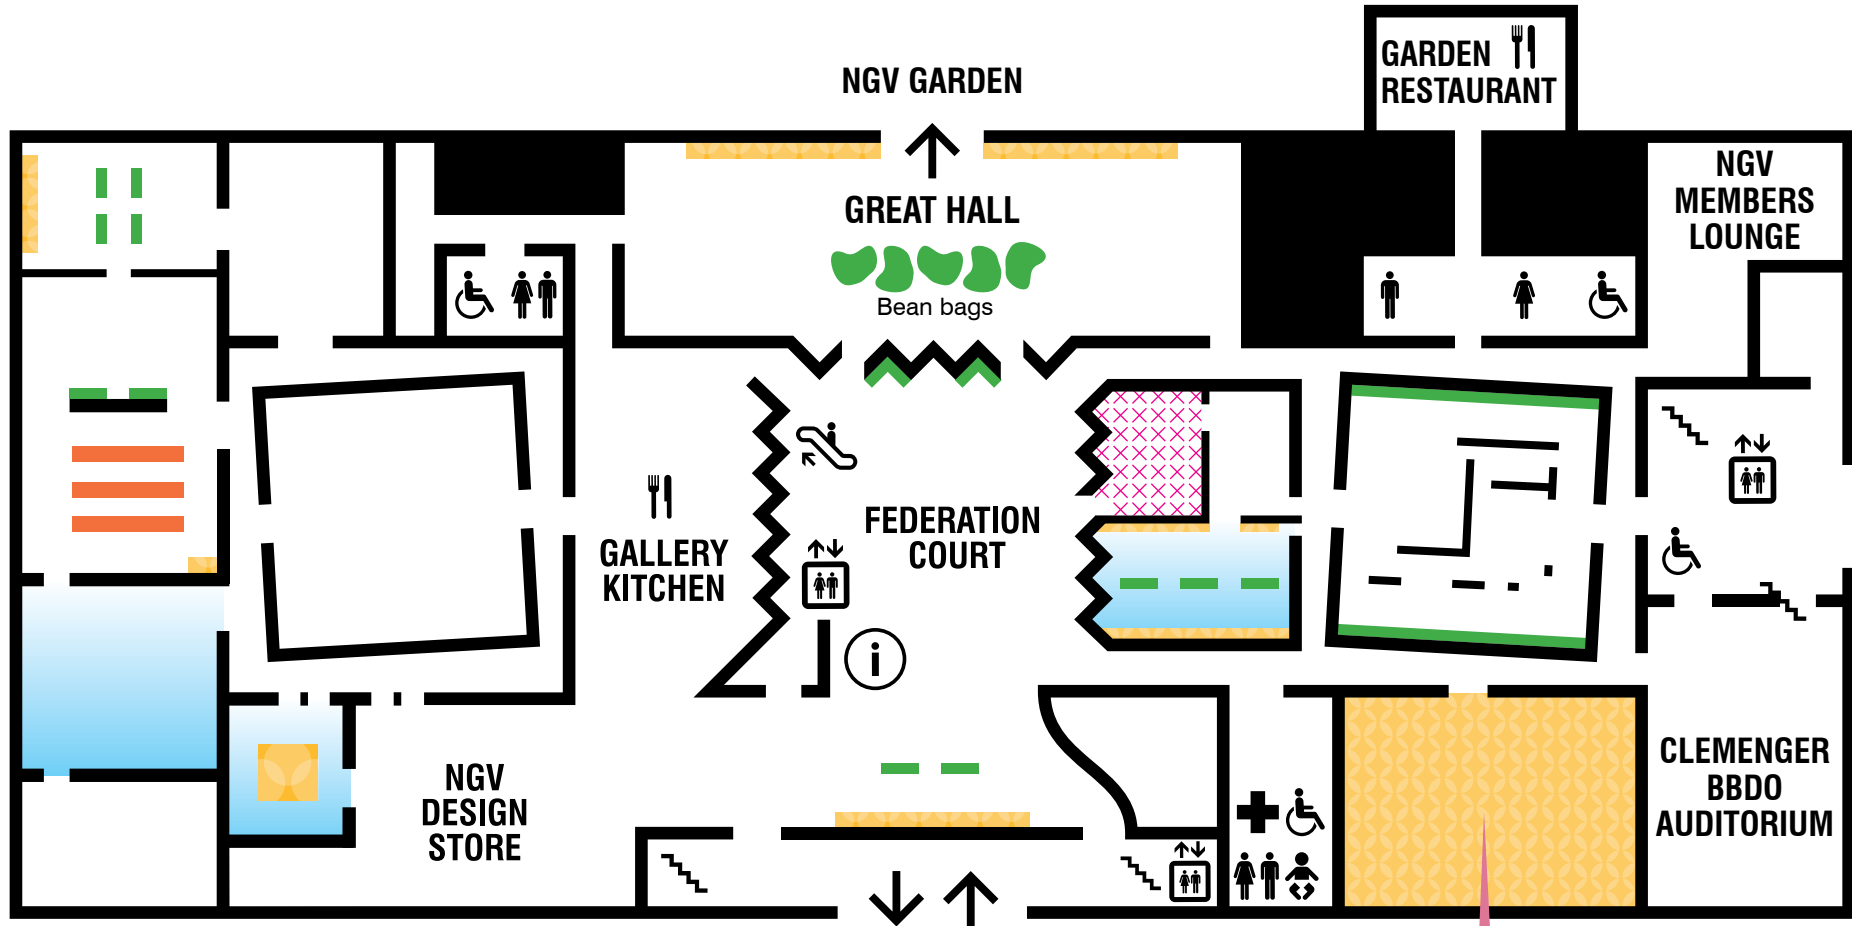 NGV GARDEN
GARDEN
RESTAURANT
NGV
MEMBERS
LOUNGE
GREAT HALL
Bean bags
GALLERY
KITCHEN
FEDERATION
COURT
i
NGV
DESIGN
STORE
CLEMENGER
BBDO
AUDITORIUM